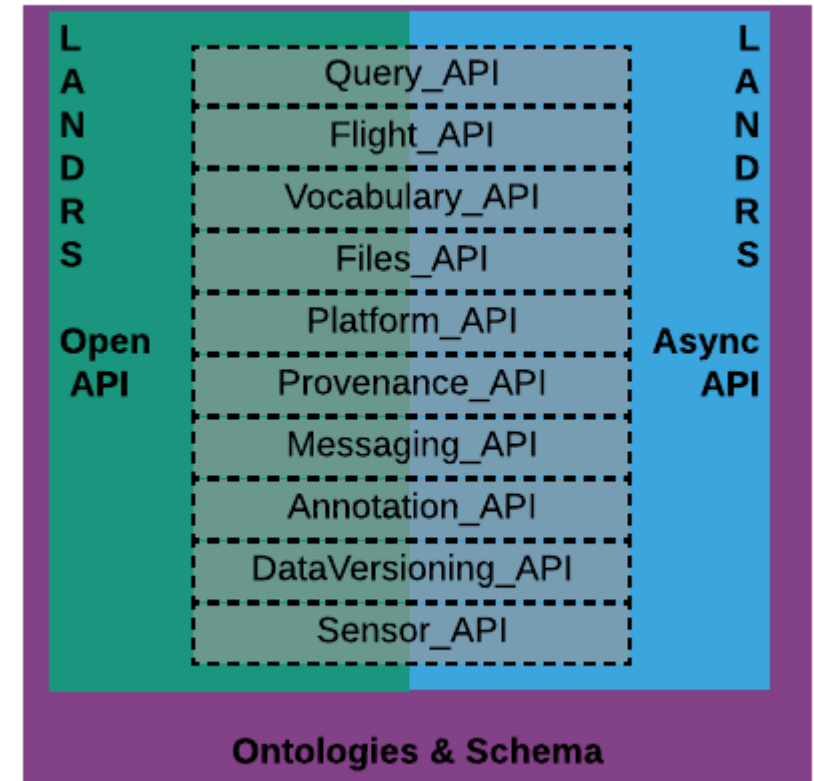 L
A
N
D
R
S
Open
API
Query_API
Flight_API
Vocabulary_API
Files_API
Platform_API
Provenance_API
Messaging_API
Annotation_API
DataVersioning_API
Sensor_API
L
A
N
D
R
S
Async
API
Ontologies & Schema